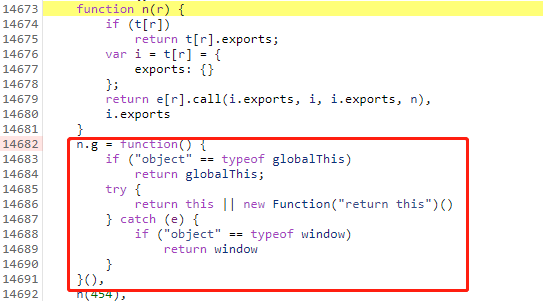 14673 function n(r) {
14674 if (t[r])
14675 return t[r].exports;
14676 var i = t[r] = {
14677 exports: {}
14678 };
14679 return e[r].call(i.exports, i, i.exports, n),
14680 i.exports
14681 }
14682 n.g = function() {
14683 if ("object" == typeof globalThis)
14684 return globalThis;
14685 try {
14686 return this || new Function("return this")()
14687 } catch (e) {
14688 if ("object" == typeof window)
14689 return window
14690 }
14691 }(),
14692 n(454),